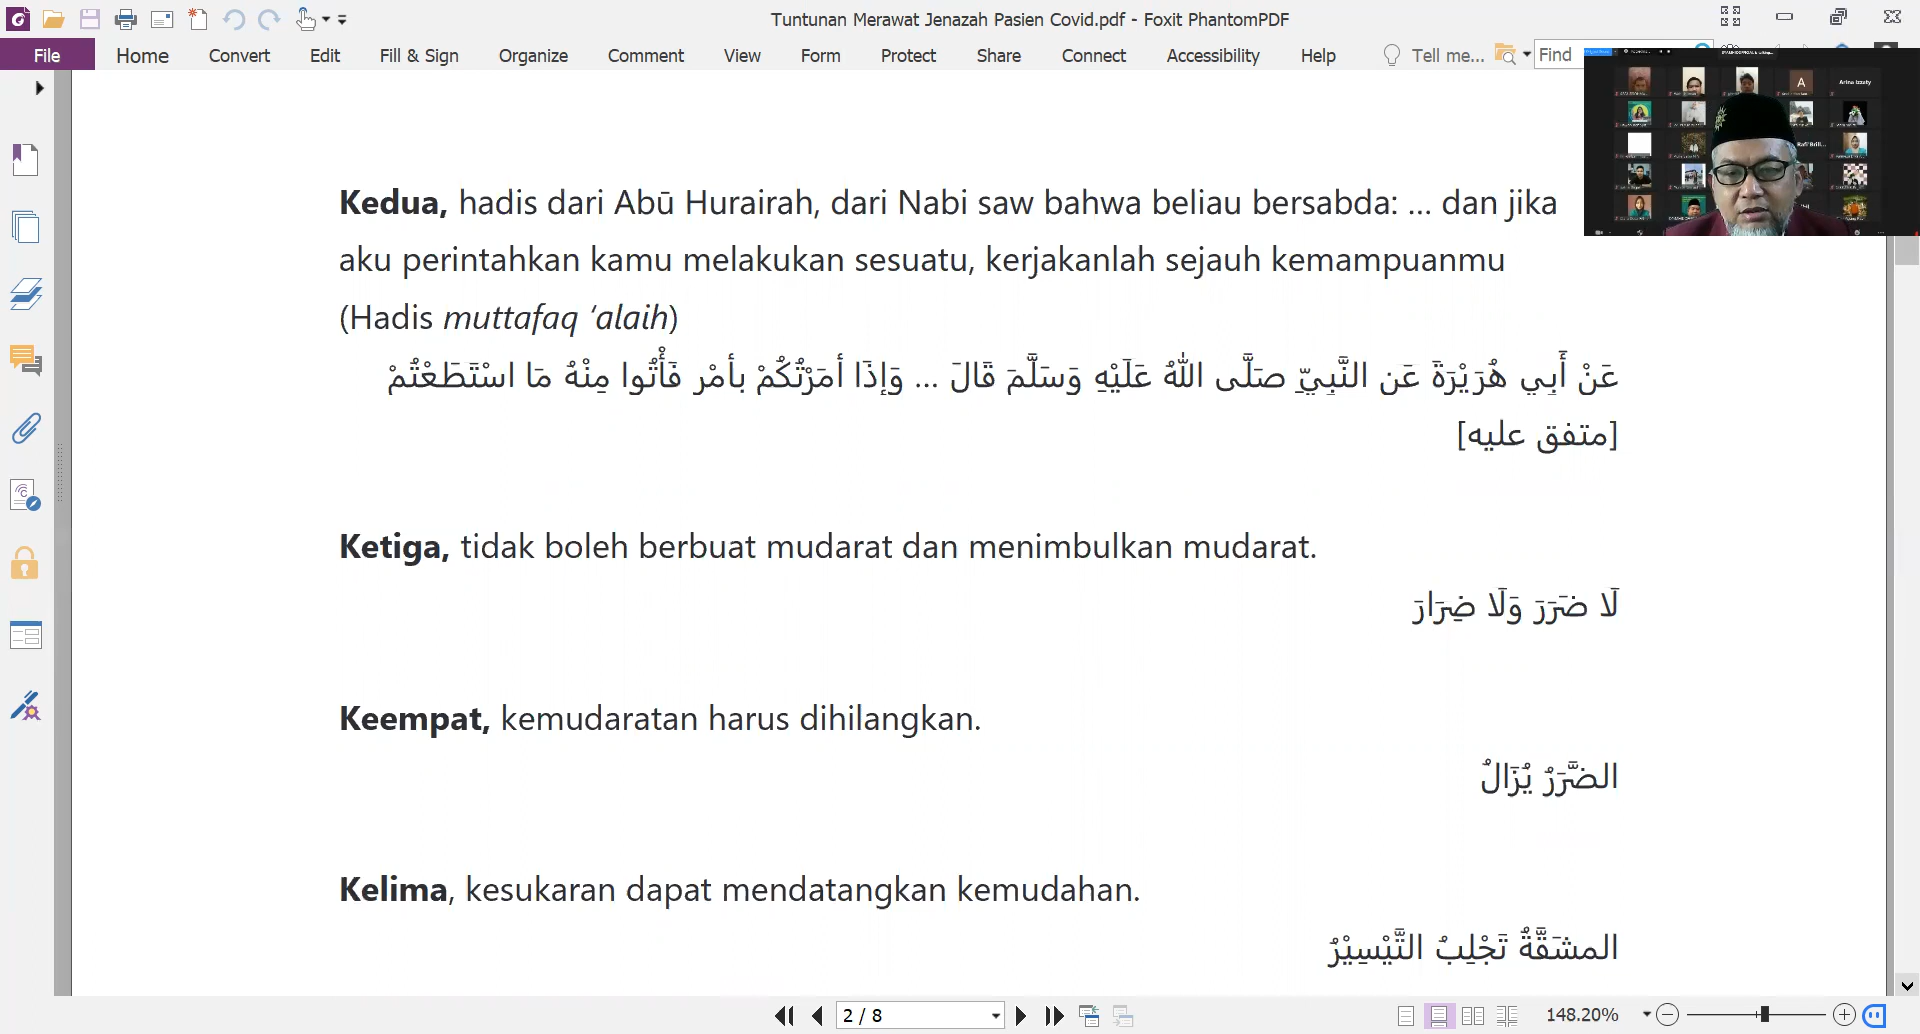 Tuntunan Merawat Jenazah Pasien Covid.pdf - Foxit PhantomPDF
File Home Convert Edit Fill & Sign Organize Comment View Form Protect Share Connect Accessibility Help Tell me... Find
A
Arina Izzaty
Kedua, hadis dari Abū Hurairah, dari Nabi saw bahwa beliau bersabda: ... dan jika
aku perintahkan kamu melakukan sesuatu, kerjakanlah sejauh kemampuanmu
(Hadis muttafaq ‘alaih)
عَنْ أَبِي هُرَيْرَةَ عَن النَّبِيِّ صَلَّى اللهُ عَلَيْهِ وَسَلَّمَ قَالَ ... وَإِذَا أمَرْتُكُمْ بأمْر فَأْتُوا مِنْهُ مَا اسْتَطَعْتُمْ
[متفق عليه]
Ketiga, tidak boleh berbuat mudarat dan menimbulkan mudarat.
لَا ضَرَرَ وَلَا ضِرَارَ
Keempat, kemudaratan harus dihilangkan.
الضَّرَرُ يُزَالُ
Kelima, kesukaran dapat mendatangkan kemudahan.
المشَقَّةُ تَجْلِبُ التَّيْسِيْرُ
2 / 8
148.20%